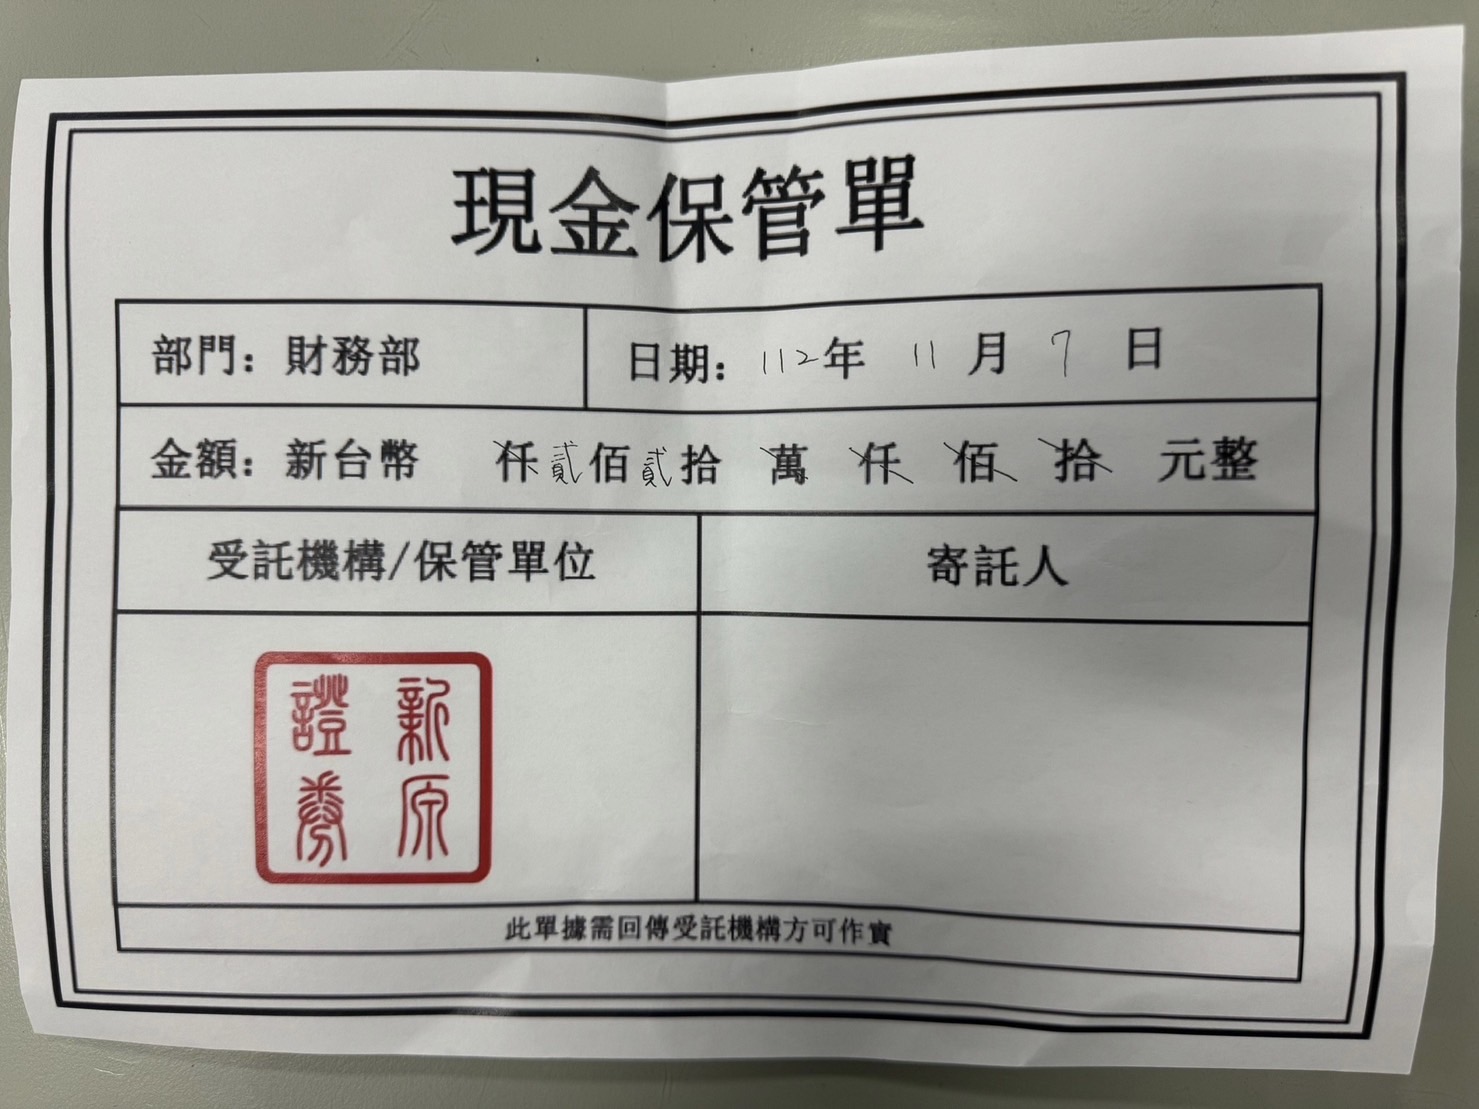 現金保管單
部門：財務部
日期：112年 11 月 7 日
金額：新台幣 仟貳佰貳拾 萬 仟 佰 拾 元整
受託機構/保管單位
寄託人
新原
證券
此單據需回傳受託機構方可作實